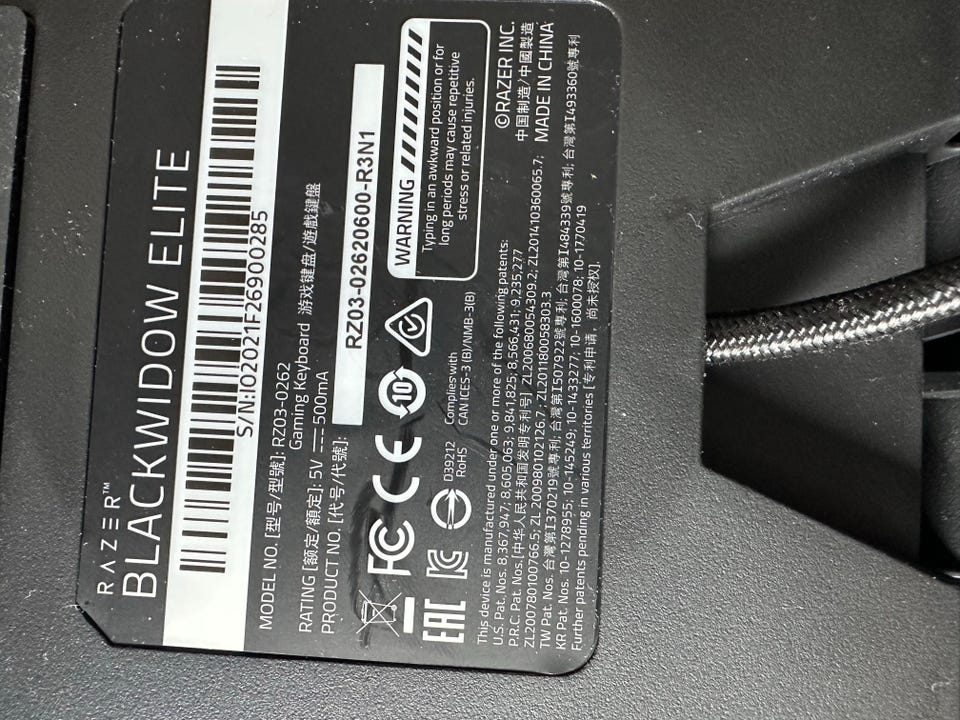 RAZER™
BLACKWIDOW ELITE
S/N:IO2021F26900285
MODEL NO. [型号/型號]: RZ03-0262
Gaming Keyboard 游戏键盘/遊戲鍵盤
RATING [额定/額定]: 5V ⎓ 500mA
PRODUCT NO. [代号/代號]:
RZ03-02620600-R3N1
FC CE 10
WARNING
Typing in an awkward position or for
long periods may cause repetitive
stress or related injuries.
EAC
D39212
RoHS
Complies with
CAN ICES-3 (B)/NMB-3(B)
©RAZER INC.
中国制造/中國製造
MADE IN CHINA
This device is manufactured under one or more of the following patents:
U.S. Pat. Nos. 8,367,947; 8,605,063; 9,841,825; 8,566,431; 9,235,277
P.R.C. Pat. Nos.[中华人民共和国发明专利号] ZL200680054309.2; ZL201410360065.7;
ZL200780100766.5; ZL 200980102126.7; ZL201180058303.3
TW Pat. Nos. 台灣第I370219號專利; 台灣第I507922號專利; 台灣第I484339號專利; 台灣第I493360號專利
KR Pat. Nos. 10-1278955; 10-145249; 10-1433277; 10-1600078; 10-1770419
Further patents pending in various territories [专利申请，尚未授权].